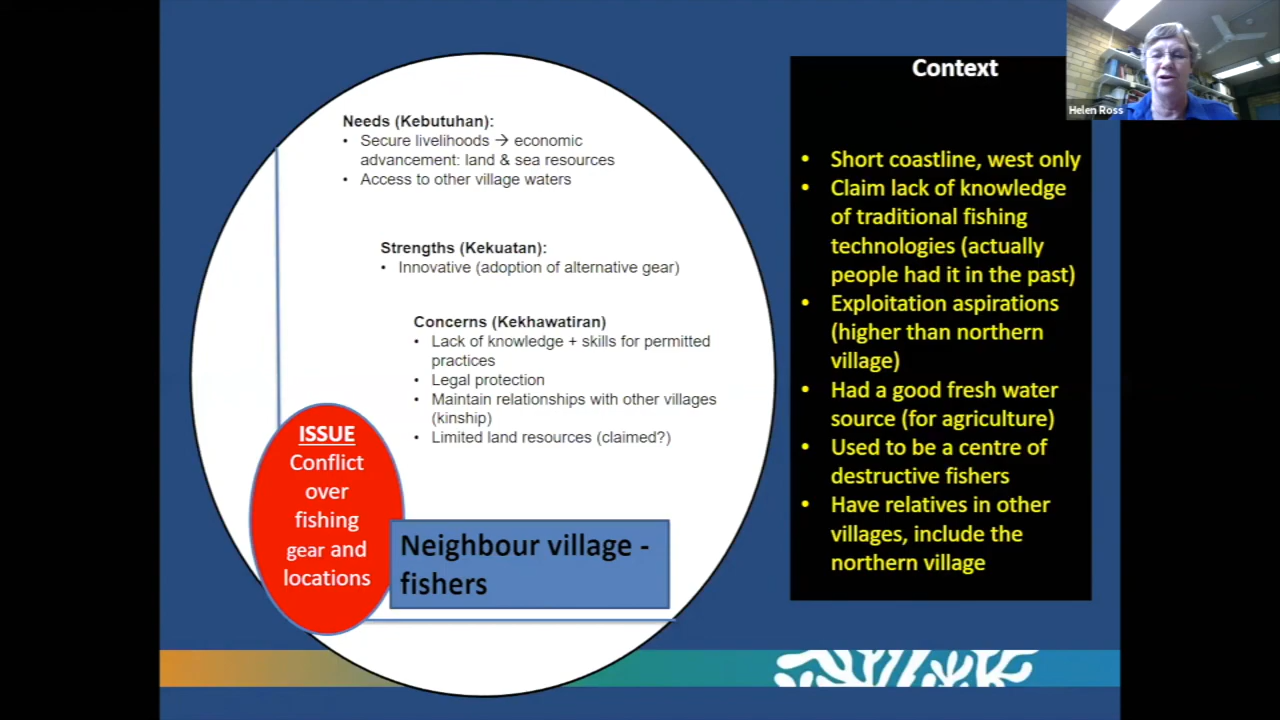 Needs (Kebutuhan):
• Secure livelihoods → economic
advancement: land & sea resources
• Access to other village waters
Strengths (Kekuatan):
• Innovative (adoption of alternative gear)
Concerns (Kekhawatiran)
• Lack of knowledge + skills for permitted
practices
• Legal protection
• Maintain relationships with other villages
(kinship)
• Limited land resources (claimed?)
ISSUE
Conflict
over
fishing
gear and
locations
Neighbour village -
fishers
Context
• Short coastline, west only
• Claim lack of knowledge
of traditional fishing
technologies (actually
people had it in the past)
• Exploitation aspirations
(higher than northern
village)
• Had a good fresh water
source (for agriculture)
• Used to be a centre of
destructive fishers
• Have relatives in other
villages, include the
northern village
Helen Ross